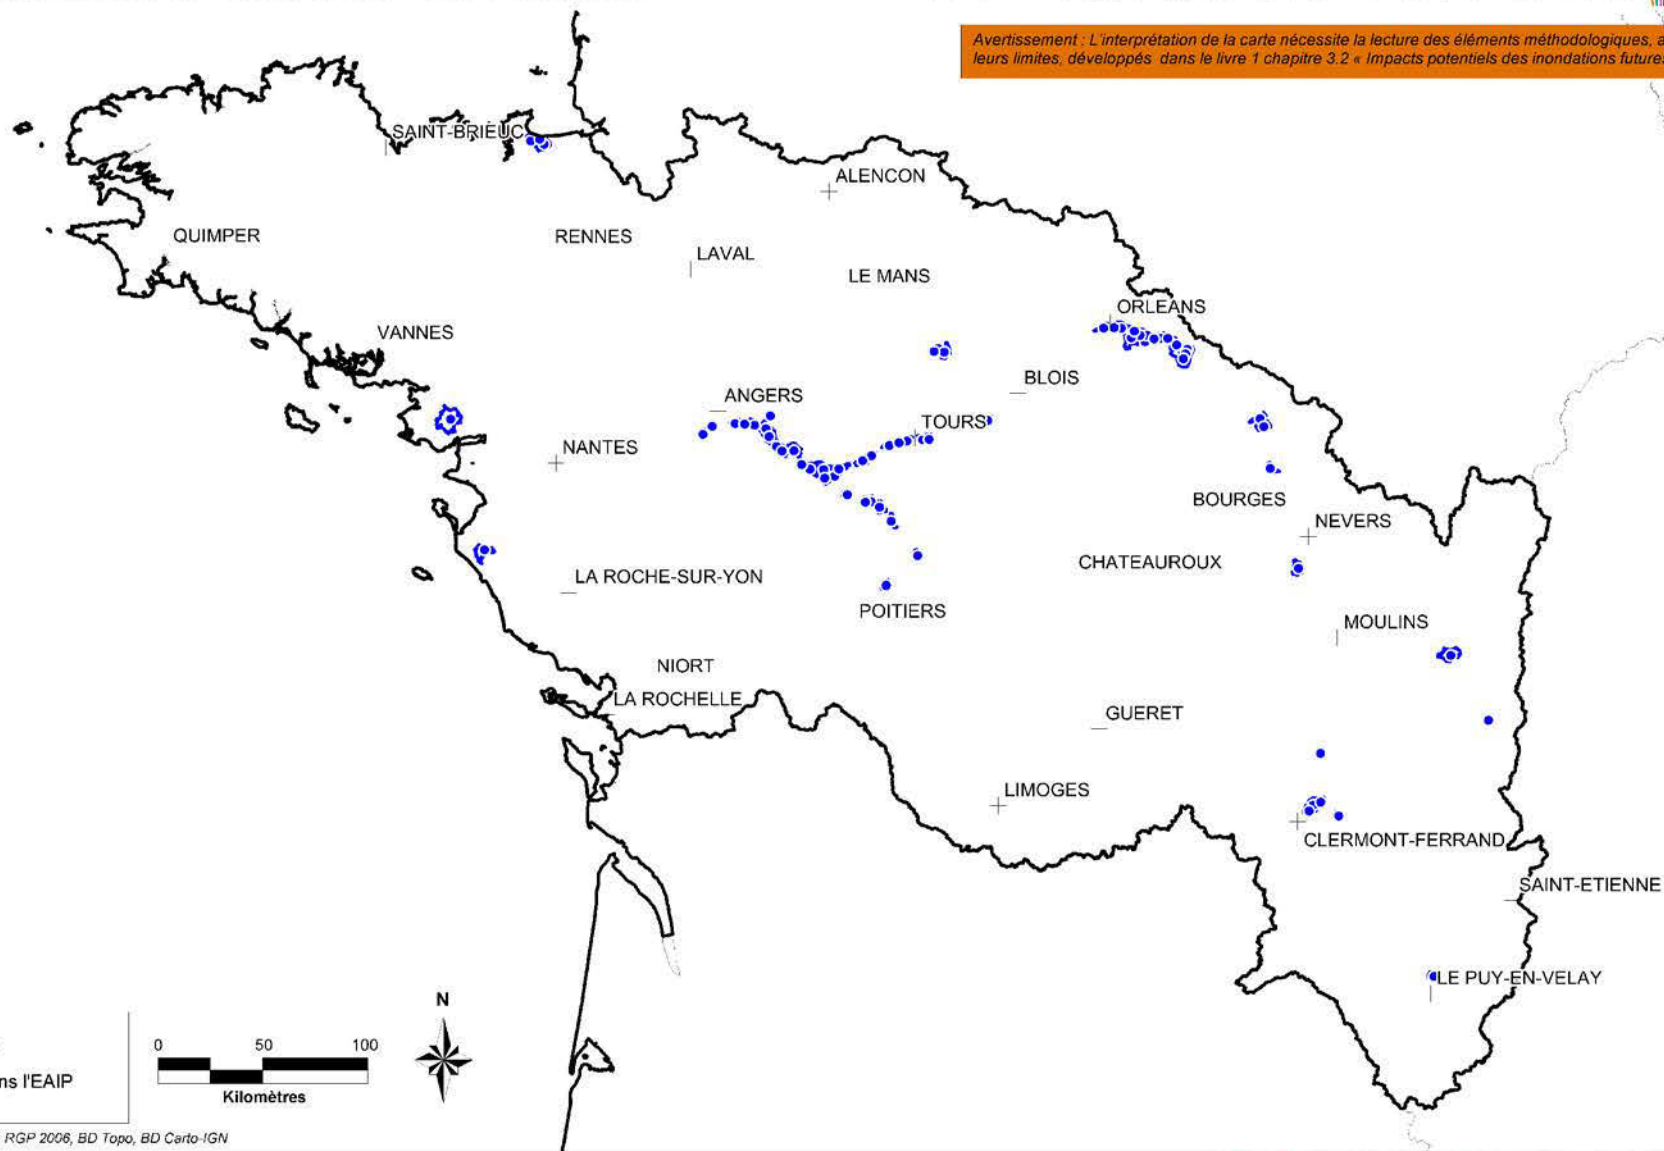 Avertissement : L'interprétation de la carte nécessite la lecture des éléments méthodologiques, a
leurs limites, développés dans le livre 1 chapitre 3.2 « Impacts potentiels des inondations futures
SAINT-BRIEUC
ALENCON
QUIMPER
RENNES
LAVAL
LE MANS
ORLEANS
VANNES
BLOIS
ANGERS
TOURS
NANTES
BOURGES
NEVERS
CHATEAUROUX
LA ROCHE-SUR-YON
POITIERS
MOULINS
NIORT
LA ROCHELLE
GUERET
LIMOGES
CLERMONT-FERRAND
SAINT-ETIENNE
LE PUY-EN-VELAY
N
0 50 100
Kilomètres
ns l'EAIP
RGP 2006, BD Topo, BD Carto-IGN